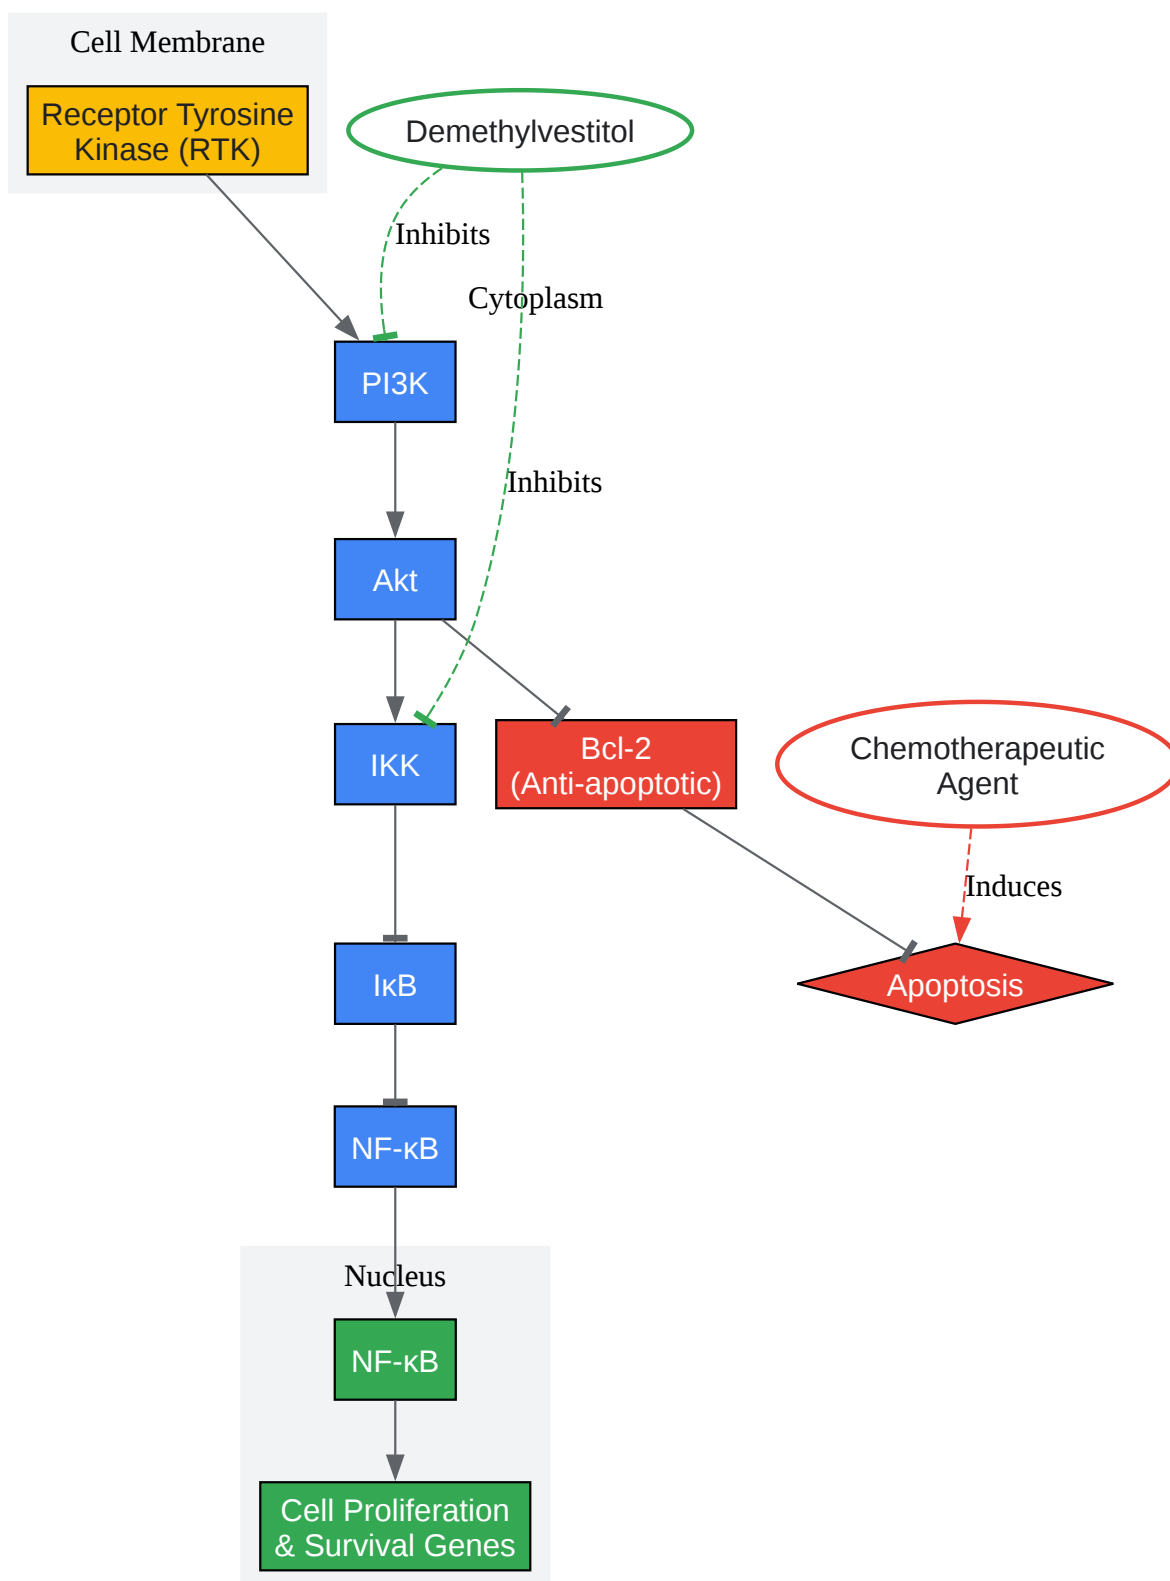 Cell Membrane
Receptor Tyrosine
Kinase (RTK)
Demethylvestitol
Inhibits
Cytoplasm
PI3K
Inhibits
Akt
IKK
Bcl-2
(Anti-apoptotic)
Chemotherapeutic
Agent
Induces
IκB
Apoptosis
NF-κB
Nucleus
NF-κB
Cell Proliferation
& Survival Genes